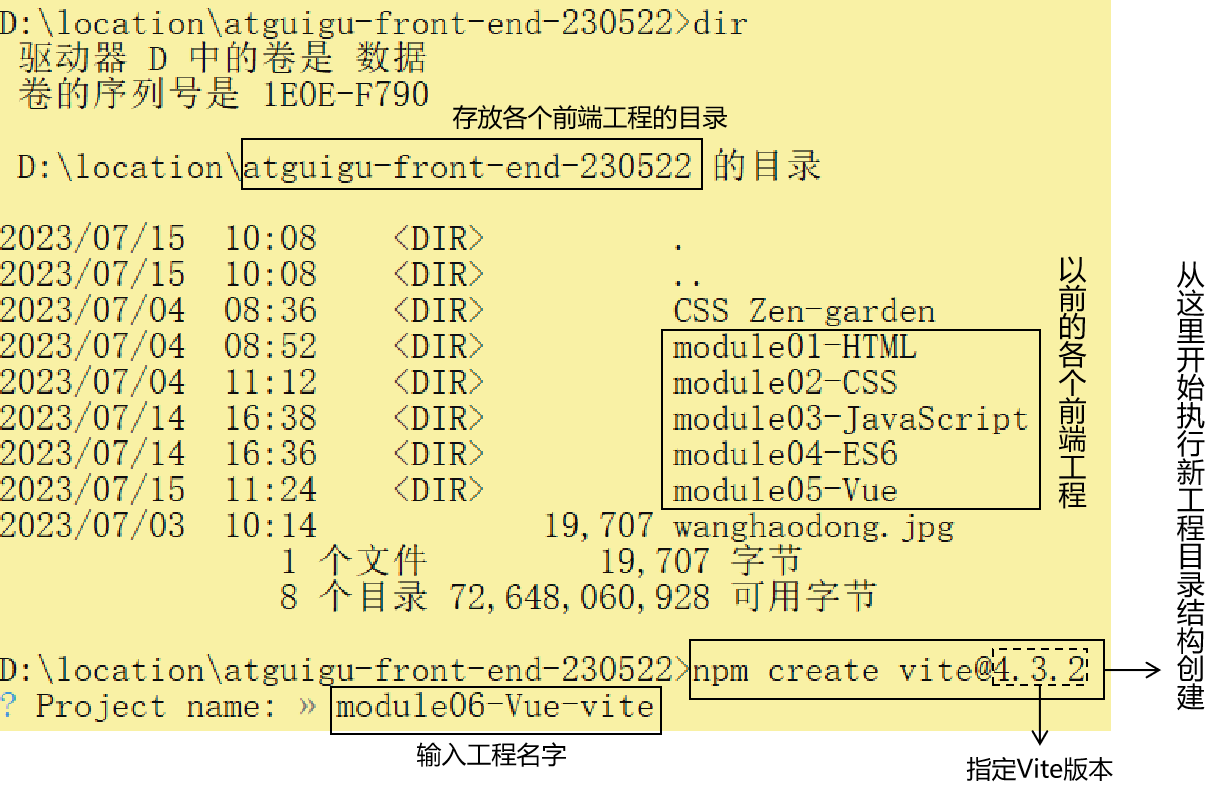 D:\location\atguigu-front-end-230522>dir
驱动器 D 中的卷是 数据
卷的序列号是 1E0E-F790
存放各个前端工程的目录
D:\location\atguigu-front-end-230522 的目录
2023/07/15 10:08 <DIR> .
2023/07/15 10:08 <DIR> ..
2023/07/04 08:36 <DIR> CSS Zen-garden
2023/07/04 08:52 <DIR> module01-HTML
2023/07/04 11:12 <DIR> module02-CSS
2023/07/14 16:38 <DIR> module03-JavaScript
2023/07/14 16:36 <DIR> module04-ES6
2023/07/15 11:24 <DIR> module05-Vue
2023/07/03 10:14 19,707 wanghaodong.jpg
1 个文件 19,707 字节
8 个目录 72,648,060,928 可用字节
以前的各个前端工程
从这里开始执行新工程目录结构创建
D:\location\atguigu-front-end-230522>npm create vite@4.3.2
? Project name: » module06-Vue-vite
输入工程名字
指定Vite版本